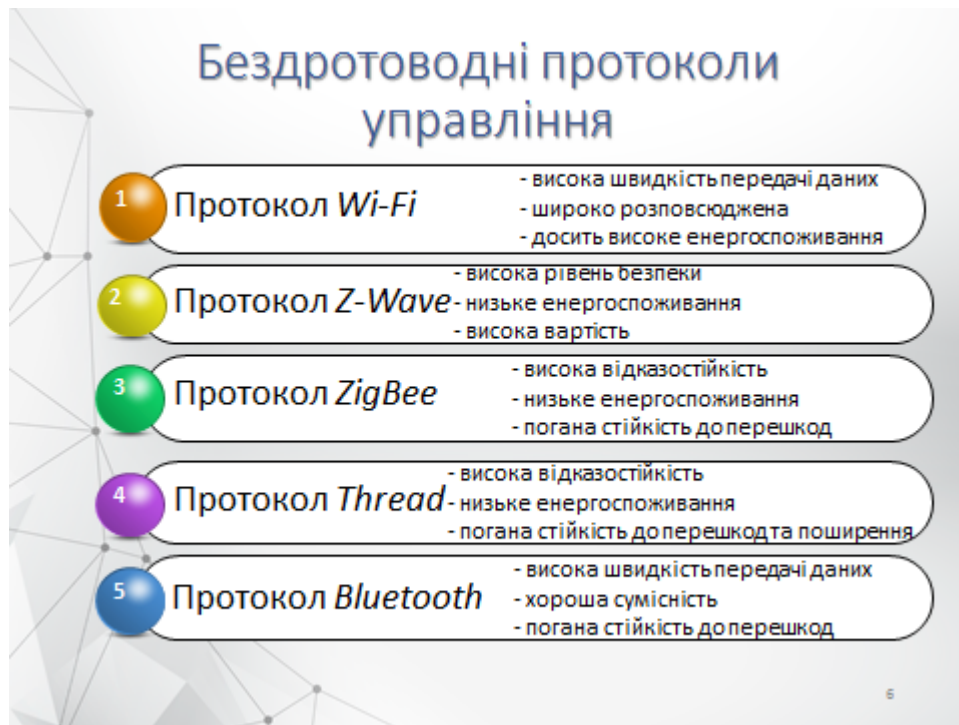 Бездротоводні протоколи
управління
1
Протокол Wi-Fi
- висока швидкість передачі даних
- широко розповсюджена
- досить високе енергоспоживання
2
Протокол Z-Wave
- висока рівень безпеки
- низьке енергоспоживання
- висока вартість
3
Протокол ZigBee
- висока відказостійкість
- низьке енергоспоживання
- погана стійкість до перешкод
4
Протокол Thread
- висока відказостійкість
- низьке енергоспоживання
- погана стійкість до перешкод та поширення
5
Протокол Bluetooth
- висока швидкість передачі даних
- хороша сумісність
- погана стійкість до перешкод
6